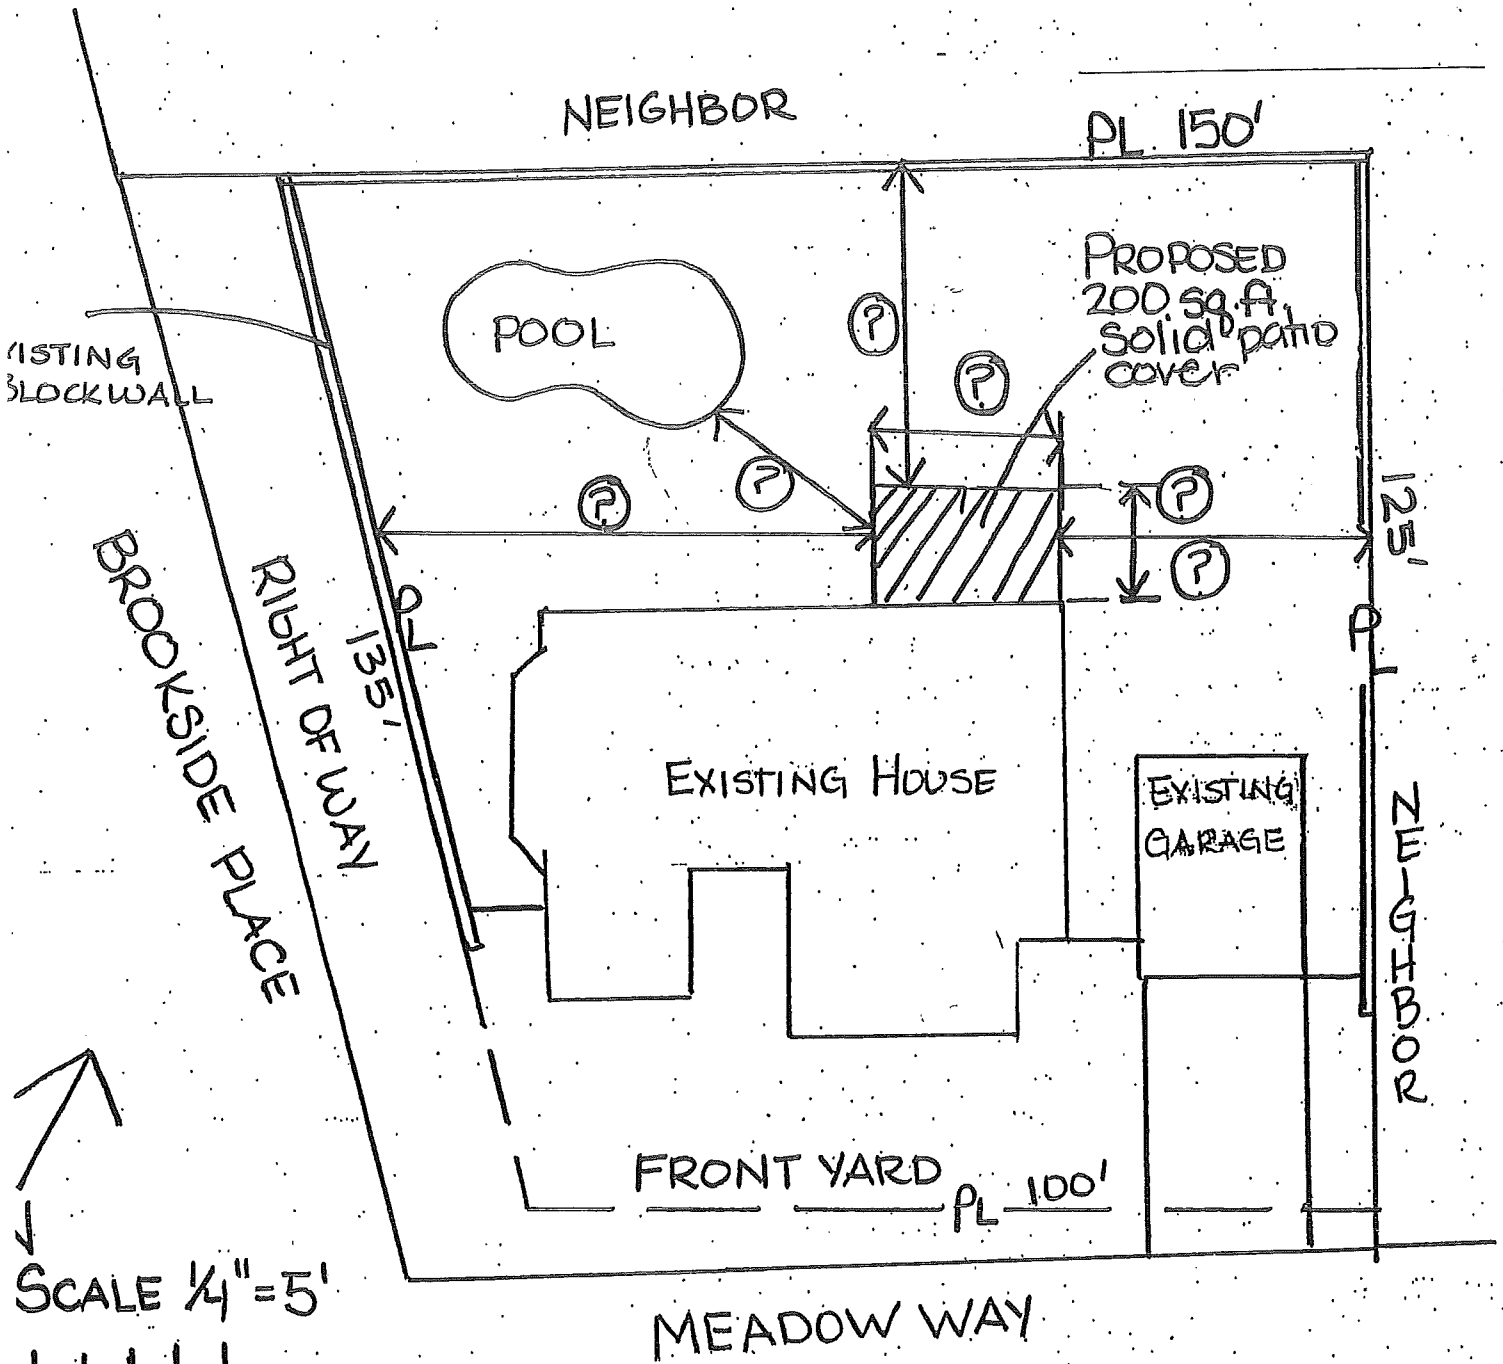 NEIGHBOR
PL 150'
PROPOSED
200 sq.ft.
solid patio
cover
?
POOL
?
ISTING
BLOCKWALL
?
?
?
?
125'
PL
BROOKSIDE PLACE
RIGHT OF WAY
135'
PL
EXISTING HOUSE
EXISTING
GARAGE
NEIGHBOR
FRONT YARD
PL 100'
SCALE ¼"=5'
MEADOW WAY